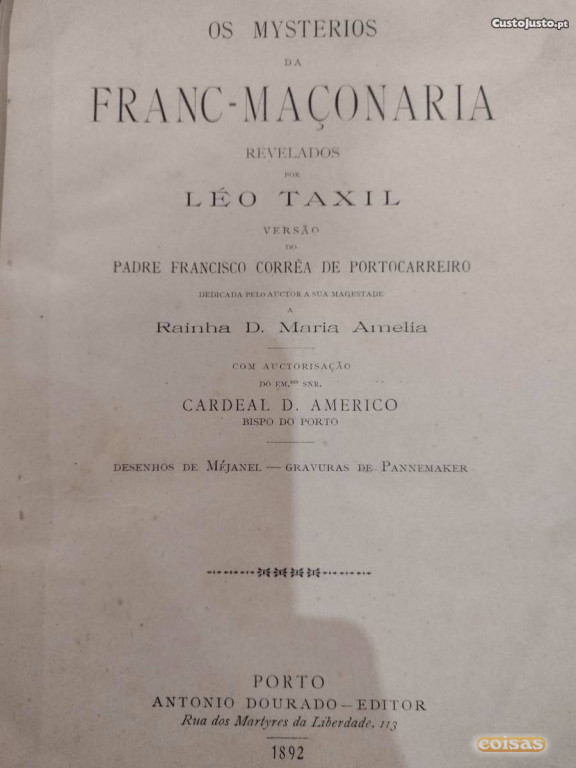 CustoJusto.pt
OS MYSTERIOS
DA
FRANC-MAÇONARIA
REVELADOS
POR
LÉO TAXIL
VERSÃO
DO
PADRE FRANCISCO CORRÊA DE PORTOCARREIRO
DEDICADA PELO AUCTOR A SUA MAGESTADE
A
Rainha D. Maria Amelia
COM AUCTORISAÇÃO
DO EM.mo SNR.
CARDEAL D. AMERICO
BISPO DO PORTO
DESENHOS DE MÉJANEL — GRAVURAS DE PANNEMAKER
PORTO
ANTONIO DOURADO — EDITOR
Rua dos Martyres da Liberdade, 113
1892
coisas